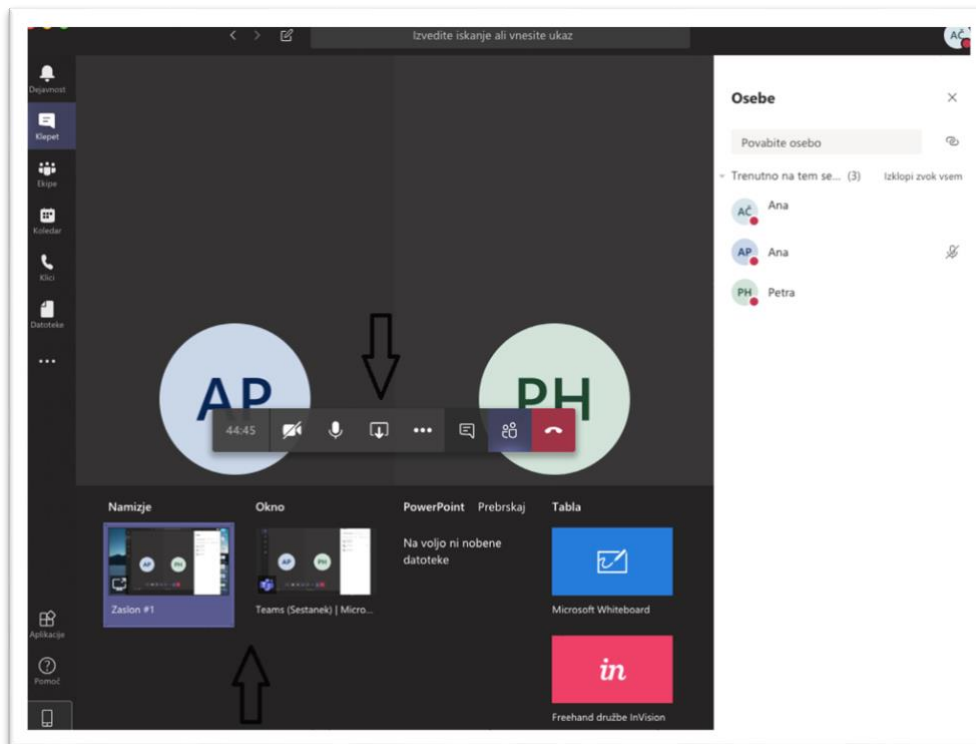 Izvedite iskanje ali vnesite ukaz
AČ
Dejavnost
Klepet
Ekipe
Koledar
Klici
Datoteke
Aplikacije
Pomoč
AP
PH
44:45
Namizje
Zaslon #1
Okno
AP
PH
Teams (Sestanek) | Micro...
PowerPoint Prebrskaj
Na voljo ni nobene
datoteke
Tabla
Microsoft Whiteboard
in
Freehand družbe InVision
Osebe
Povabite osebo
Trenutno na tem se... (3) Izklopi zvok vsem
AČ Ana
AP Ana
PH Petra